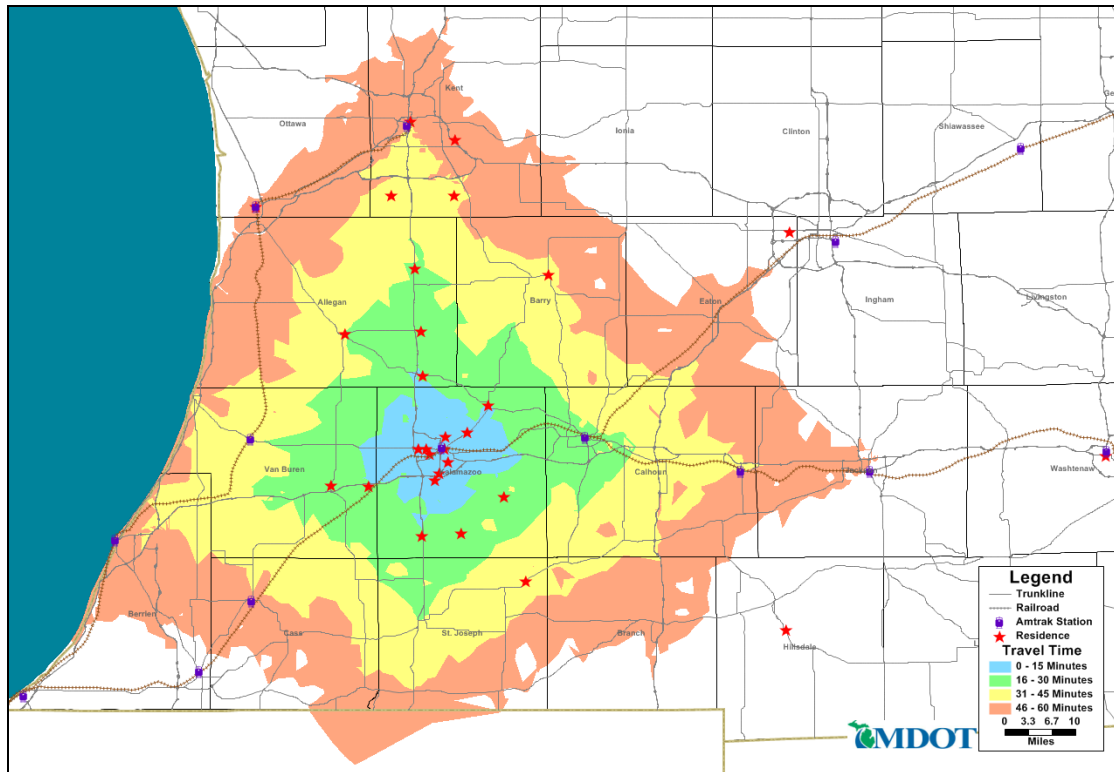 Kent
Ottawa
Ionia
Clinton
Shiawassee
Ge
Allegan
Barry
Eaton
Ingham
Livingston
Van Buren
Kalamazoo
Calhoun
Washtenaw
Berrien
Cass
St. Joseph
Branch
Hillsdale
Legend
Trunkline
Railroad
Amtrak Station
Residence
Travel Time
0 - 15 Minutes
16 - 30 Minutes
31 - 45 Minutes
46 - 60 Minutes
0 3.3 6.7 10
Miles
MDOT